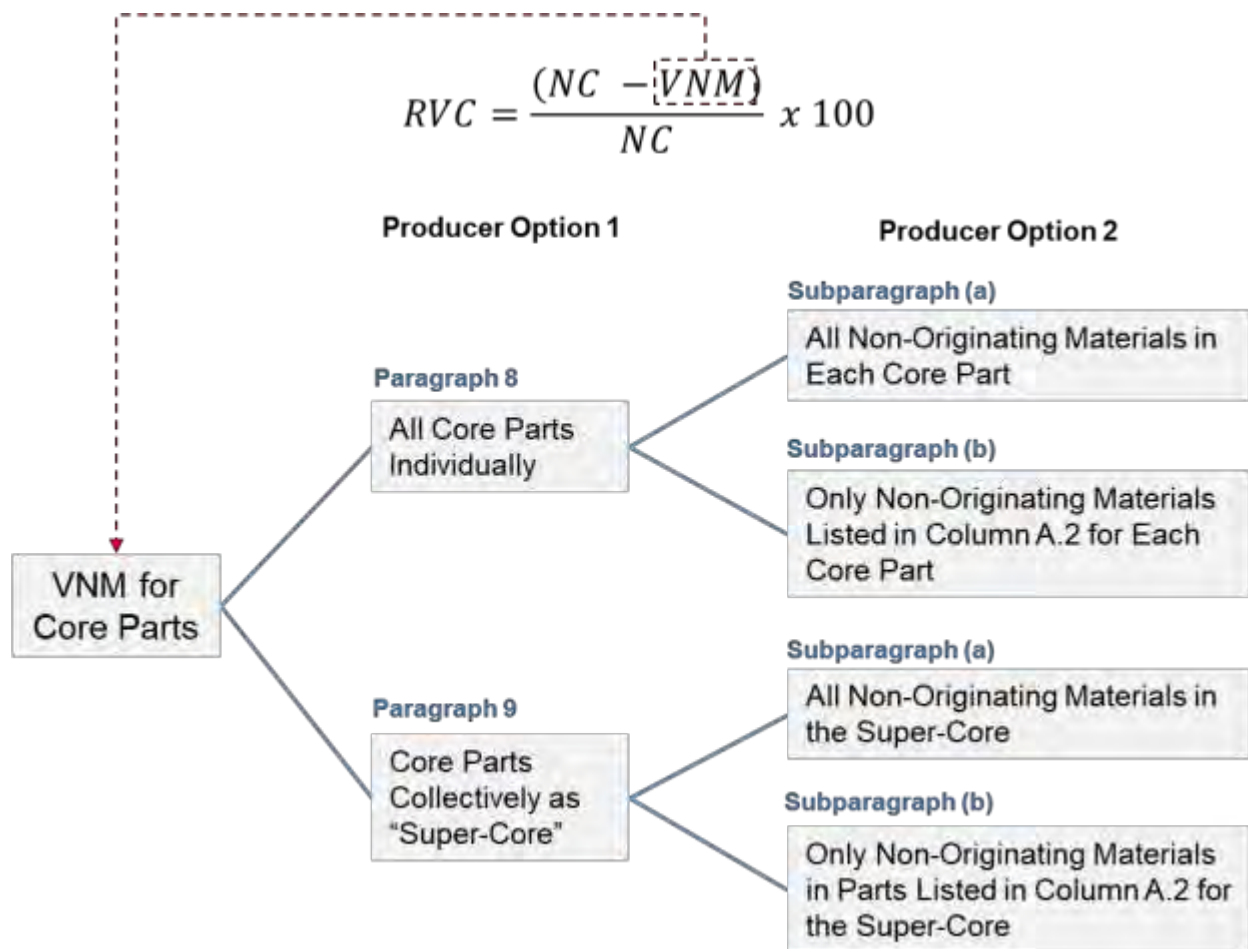 RVC = (NC − VNM) / NC x 100
Producer Option 1
Producer Option 2
Subparagraph (a)
All Non-Originating Materials in
Each Core Part
Paragraph 8
All Core Parts
Individually
Subparagraph (b)
Only Non-Originating Materials
Listed in Column A.2 for Each
Core Part
VNM for
Core Parts
Subparagraph (a)
All Non-Originating Materials in
the Super-Core
Paragraph 9
Core Parts
Collectively as
“Super-Core”
Subparagraph (b)
Only Non-Originating Materials
in Parts Listed in Column A.2 for
the Super-Core